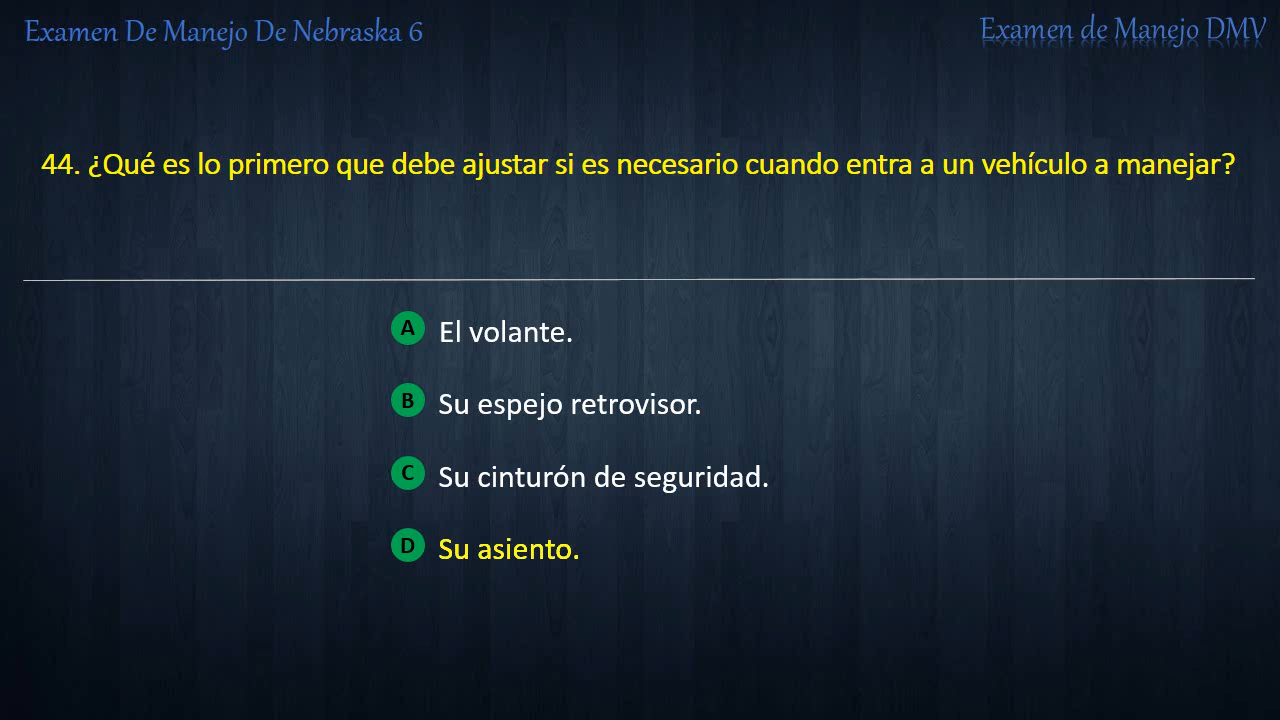 Examen De Manejo De Nebraska 6
Examen de Manejo DMV
44. ¿Qué es lo primero que debe ajustar si es necesario cuando entra a un vehículo a manejar?
A El volante.
B Su espejo retrovisor.
C Su cinturón de seguridad.
D Su asiento.